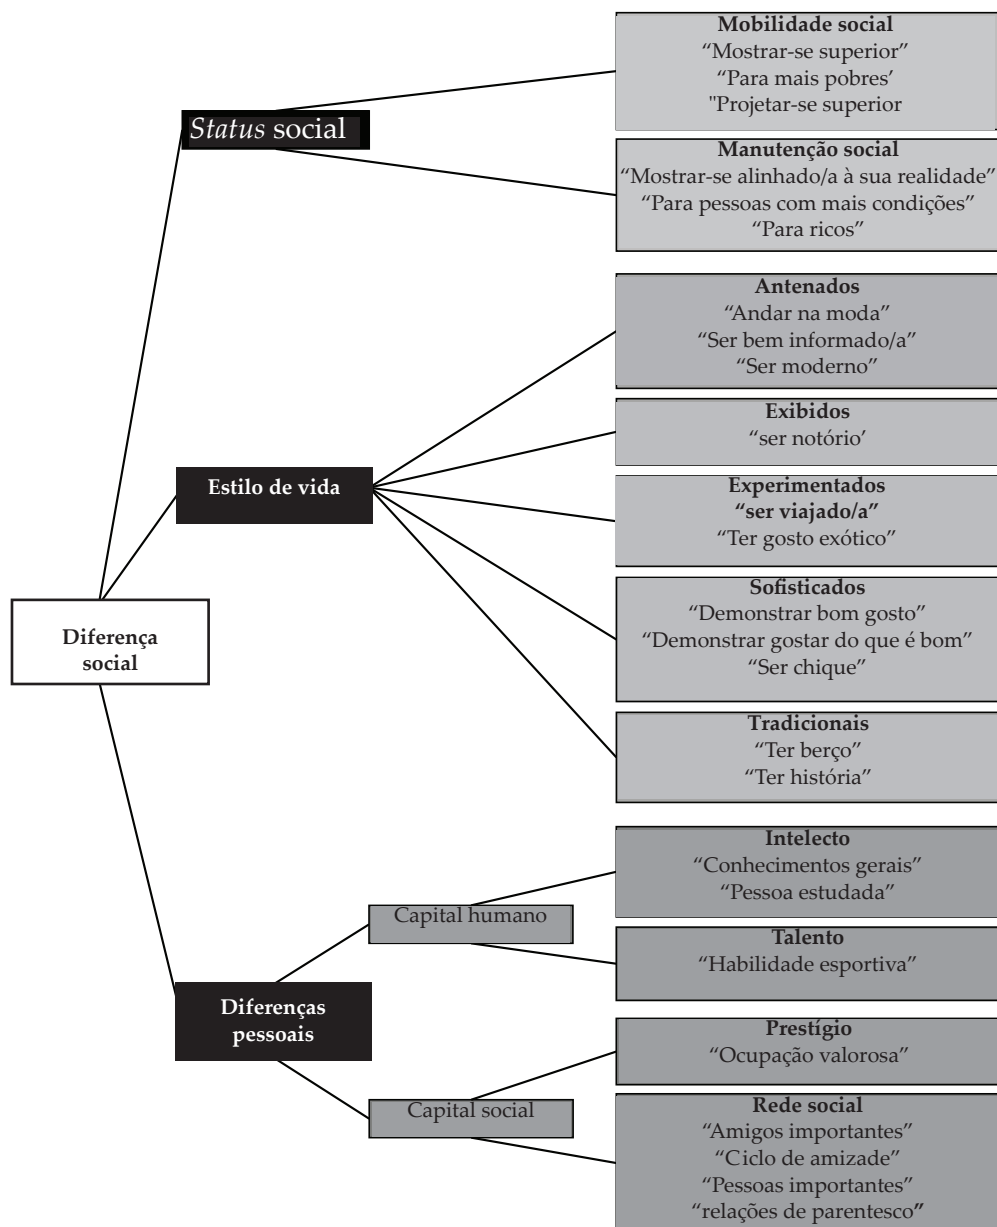 Mobilidade social
“Mostrar-se superior”
“Para mais pobres’
"Projetar-se superior
Status social
Manutenção social
“Mostrar-se alinhado/a à sua realidade”
“Para pessoas com mais condições”
“Para ricos”
Antenados
“Andar na moda”
“Ser bem informado/a”
“Ser moderno”
Exibidos
“ser notório’
Estilo de vida
Experimentados
“ser viajado/a”
“Ter gosto exótico”
Sofisticados
“Demonstrar bom gosto”
“Demonstrar gostar do que é bom”
“Ser chique”
Diferença
social
Tradicionais
“Ter berço”
“Ter história”
Intelecto
“Conhecimentos gerais”
“Pessoa estudada”
Capital humano
Talento
“Habilidade esportiva”
Diferenças
pessoais
Prestígio
“Ocupação valorosa”
Capital social
Rede social
“Amigos importantes”
“Ciclo de amizade”
“Pessoas importantes”
“relações de parentesco”